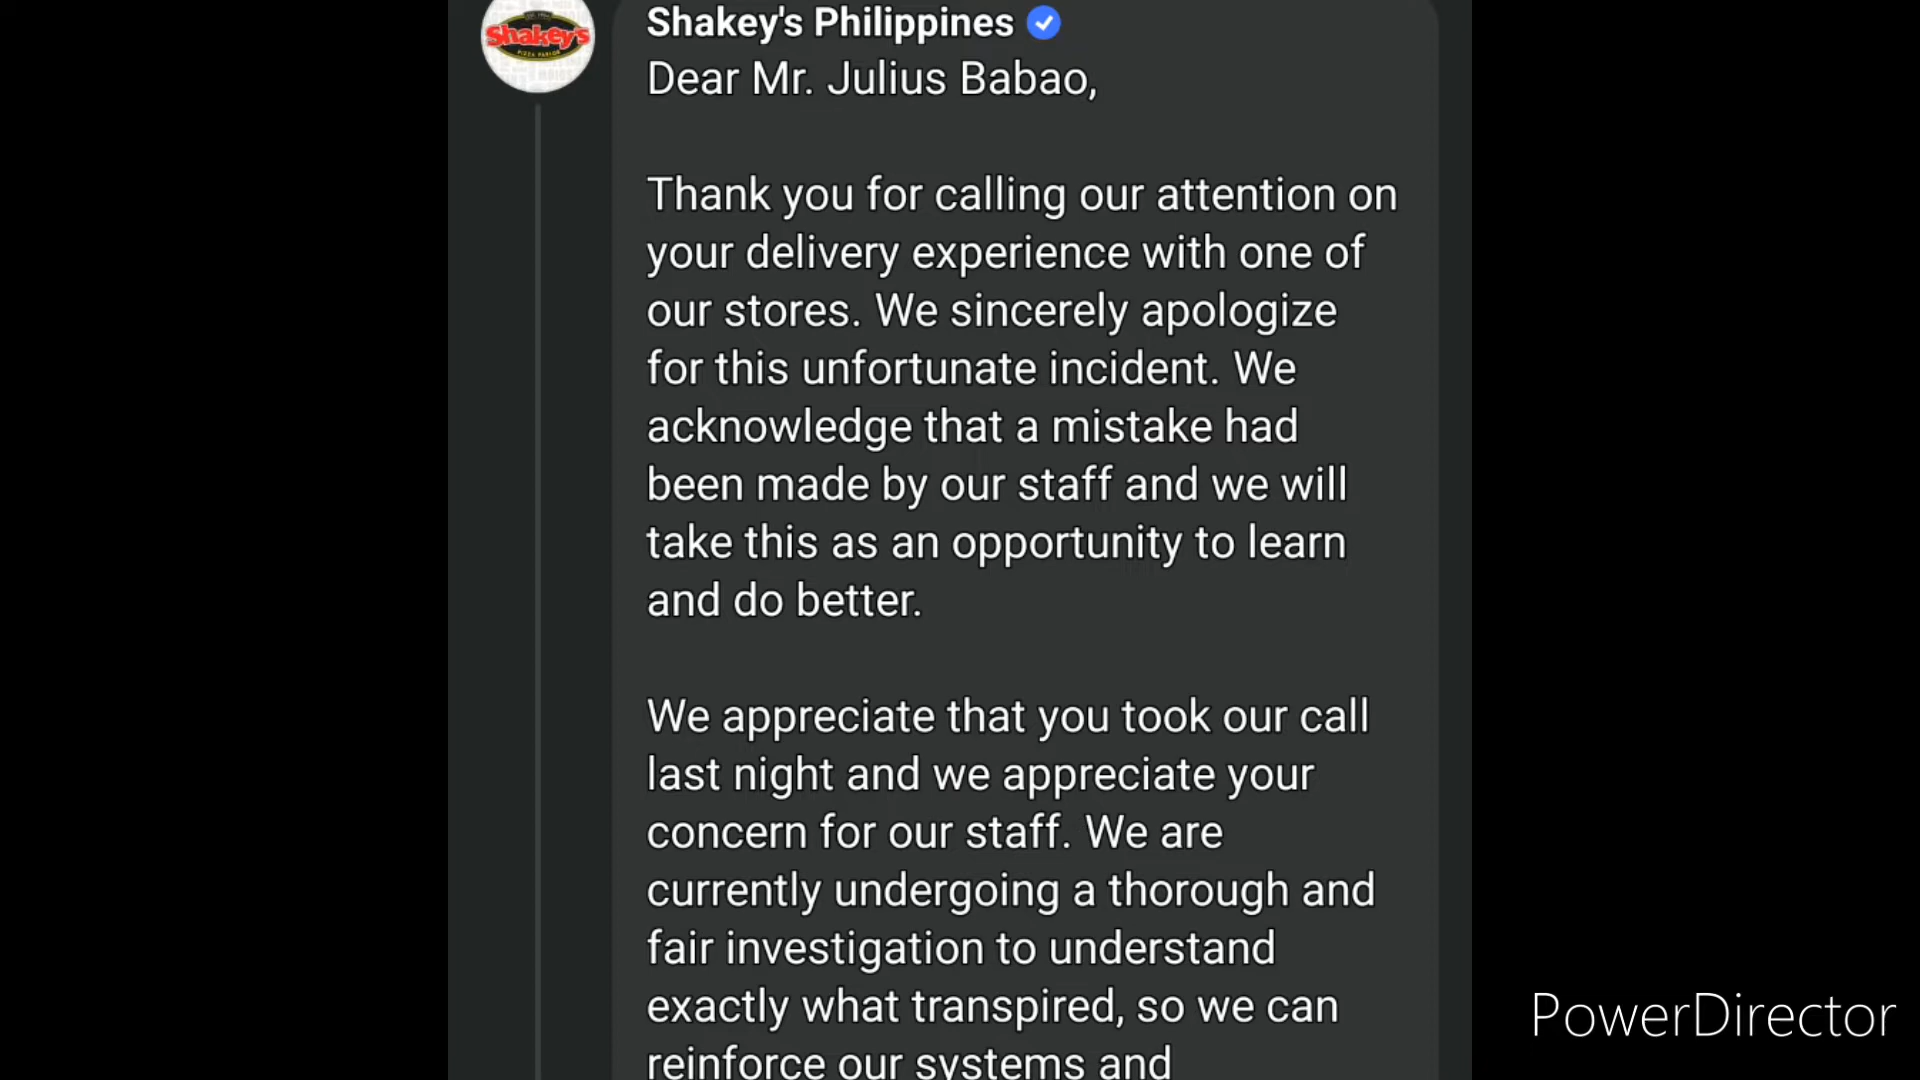 Shakey's Philippines
Shakey's
PIZZA PARLOR
Dear Mr. Julius Babao,
Thank you for calling our attention on
your delivery experience with one of
our stores. We sincerely apologize
for this unfortunate incident. We
acknowledge that a mistake had
been made by our staff and we will
take this as an opportunity to learn
and do better.
We appreciate that you took our call
last night and we appreciate your
concern for our staff. We are
currently undergoing a thorough and
fair investigation to understand
exactly what transpired, so we can
reinforce our systems and
PowerDirector